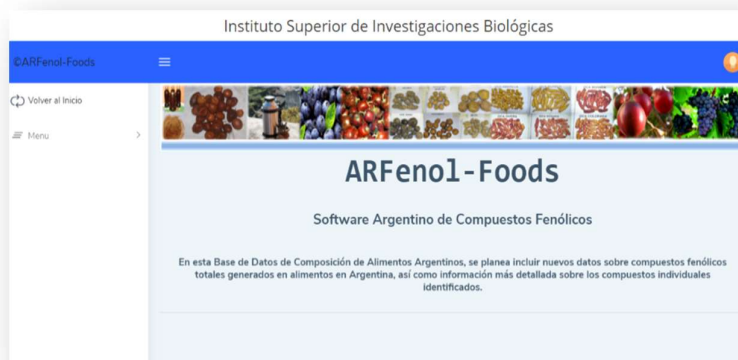 Instituto Superior de Investigaciones Biológicas
©ARFenol-Foods
Volver al Inicio
Menu
ARFenol-Foods
Software Argentino de Compuestos Fenólicos
En esta Base de Datos de Composición de Alimentos Argentinos, se planea incluir nuevos datos sobre compuestos fenólicos
totales generados en alimentos en Argentina, así como información más detallada sobre los compuestos individuales
identificados.